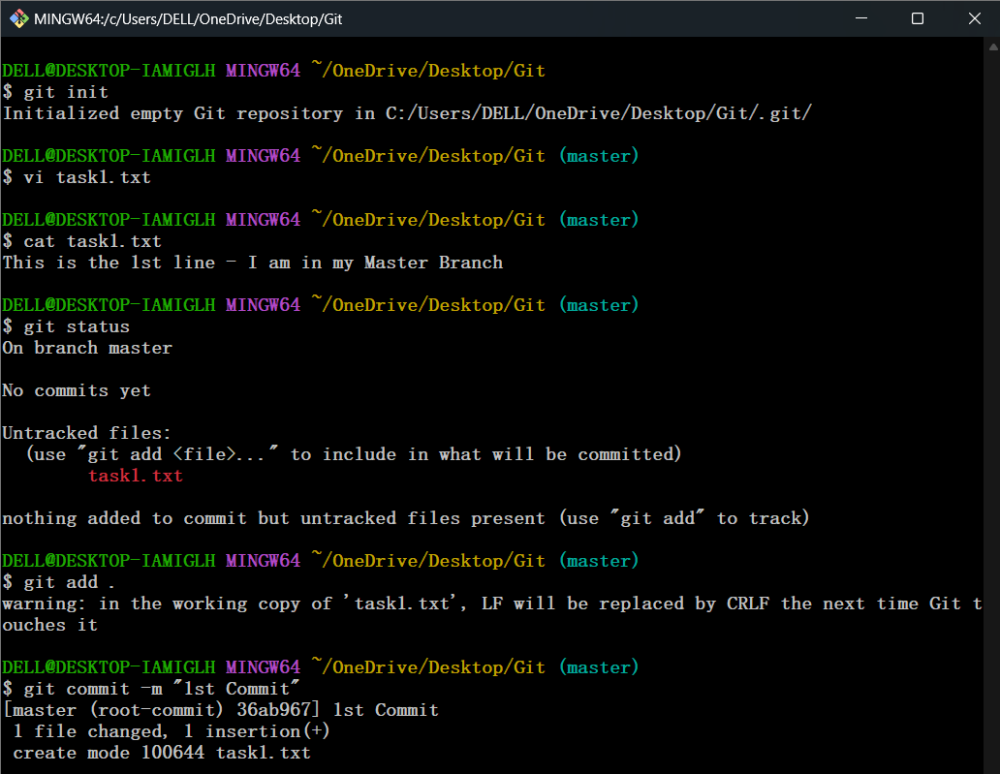 MINGW64:/c/Users/DELL/OneDrive/Desktop/Git
DELL@DESKTOP-IAMIGLH MINGW64 ~/OneDrive/Desktop/Git
$ git init
Initialized empty Git repository in C:/Users/DELL/OneDrive/Desktop/Git/.git/
DELL@DESKTOP-IAMIGLH MINGW64 ~/OneDrive/Desktop/Git (master)
$ vi task1.txt
DELL@DESKTOP-IAMIGLH MINGW64 ~/OneDrive/Desktop/Git (master)
$ cat task1.txt
This is the 1st line - I am in my Master Branch
DELL@DESKTOP-IAMIGLH MINGW64 ~/OneDrive/Desktop/Git (master)
$ git status
On branch master
No commits yet
Untracked files:
  (use "git add <file>..." to include in what will be committed)
        task1.txt
nothing added to commit but untracked files present (use "git add" to track)
DELL@DESKTOP-IAMIGLH MINGW64 ~/OneDrive/Desktop/Git (master)
$ git add .
warning: in the working copy of 'task1.txt', LF will be replaced by CRLF the next time Git t
ouches it
DELL@DESKTOP-IAMIGLH MINGW64 ~/OneDrive/Desktop/Git (master)
$ git commit -m "1st Commit"
[master (root-commit) 36ab967] 1st Commit
 1 file changed, 1 insertion(+)
 create mode 100644 task1.txt